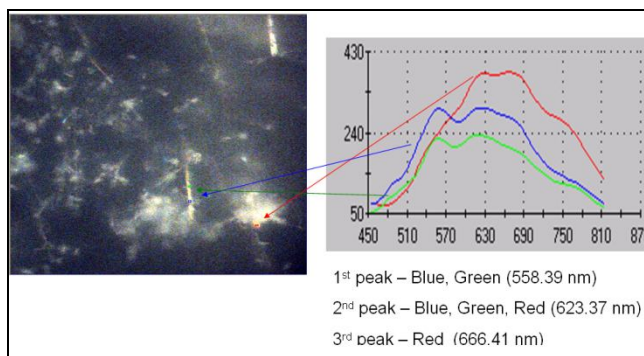 430
240
50
450 510 570 630 690 750 810 87
1st peak – Blue, Green (558.39 nm)
2nd peak – Blue, Green, Red (623.37 nm)
3rd peak – Red (666.41 nm)